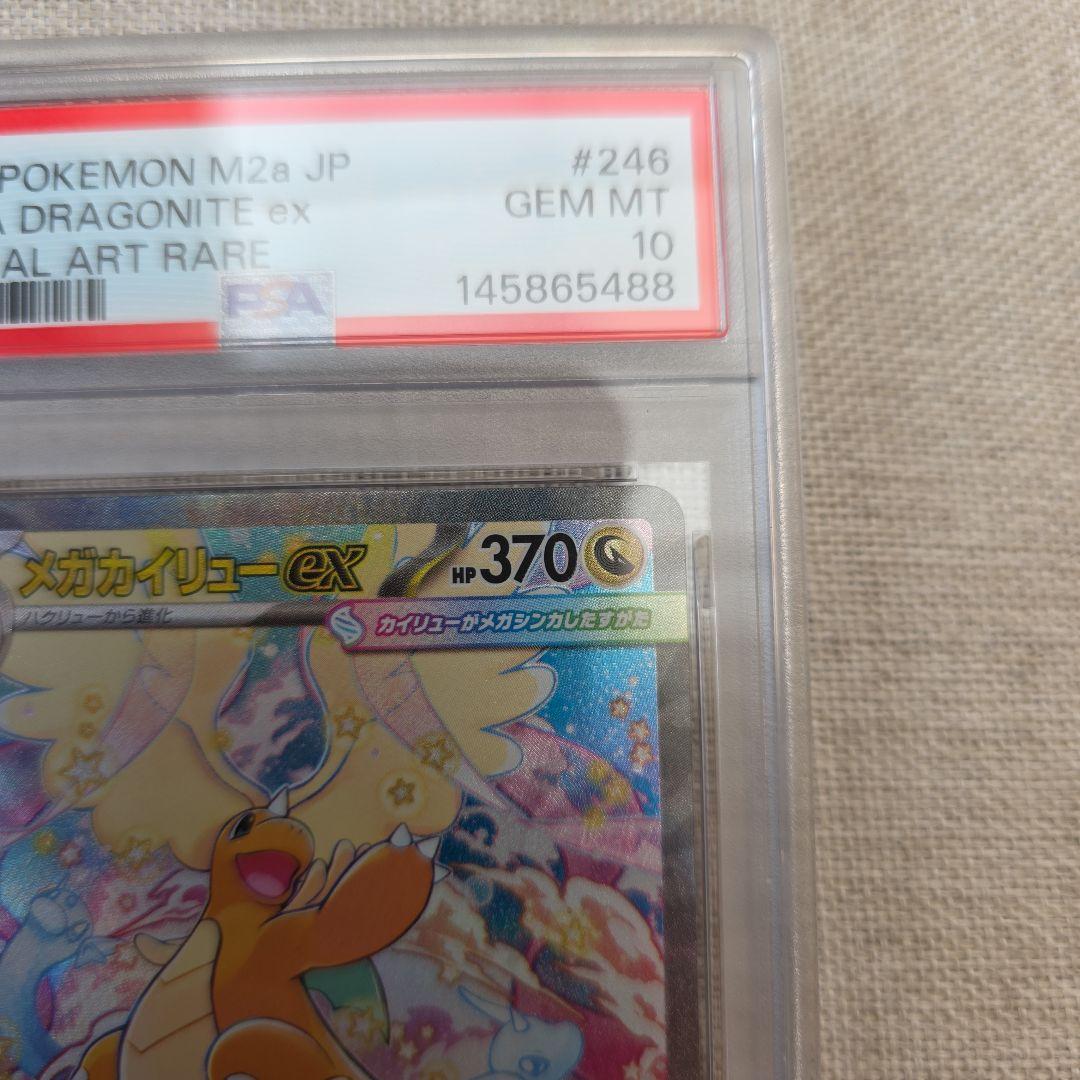 POKEMON M2a JP #246
A DRAGONITE ex GEM MT
AL ART RARE 10
PSA 145865488
メガカイリューex HP 370
ハクリューから進化
カイリューがメガシンカしたすがた